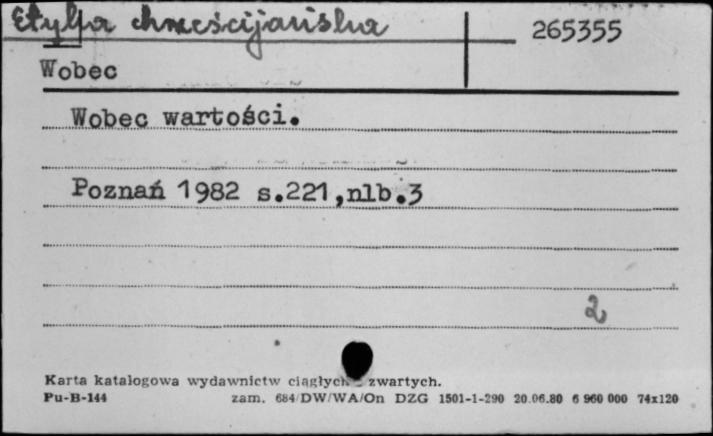 Etyka chrześcijańska
265355
Wobec
Wobec wartości.
Poznań 1982 s.221,nlb.3
2
Karta katalogowa wydawnictw ciągłych - zwartych.
Pu-B-144 zam. 684/DW/WA/On DZG 1501-1-290 20.06.80 6 960 000 74x120